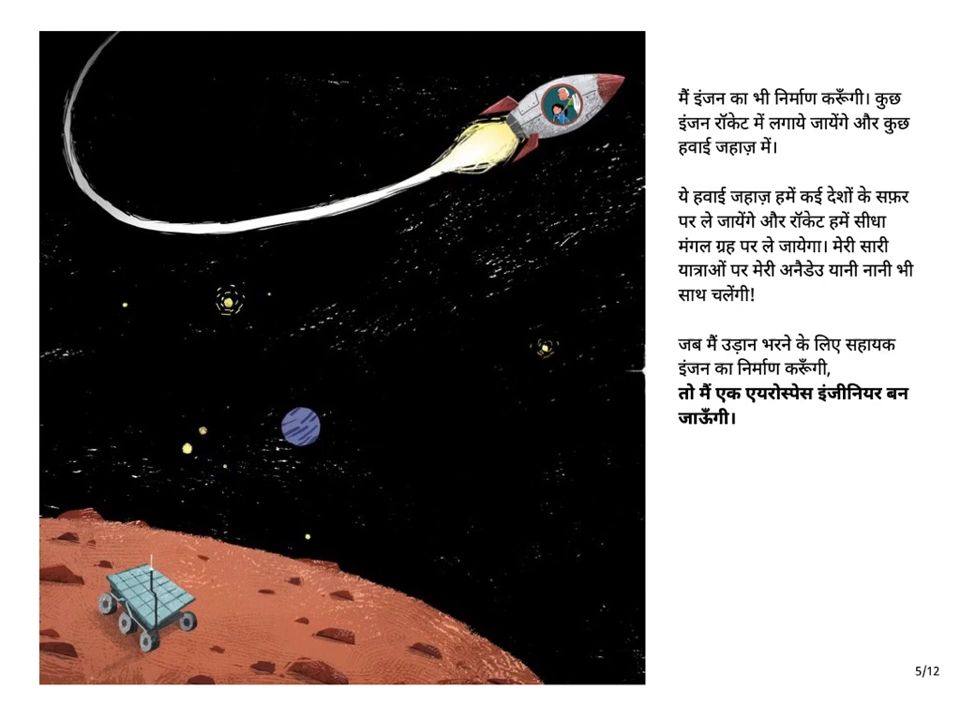 मैं इंजन का भी निर्माण करूँगी। कुछ
इंजन रॉकेट में लगाये जायेंगे और कुछ
हवाई जहाज़ में।
ये हवाई जहाज़ हमें कई देशों के सफ़र
पर ले जायेंगे और रॉकेट हमें सीधा
मंगल ग्रह पर ले जायेगा। मेरी सारी
यात्राओं पर मेरी अनैडेउ यानी नानी भी
साथ चलेंगी!
जब मैं उड़ान भरने के लिए सहायक
इंजन का निर्माण करूँगी,
तो मैं एक एयरोस्पेस इंजीनियर बन
जाऊँगी।
5/12